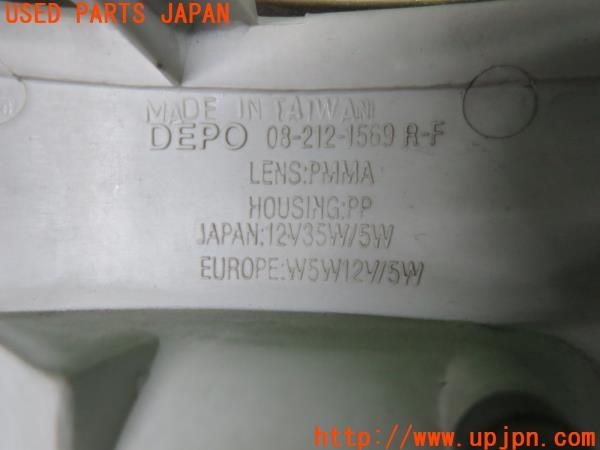 USED PARTS JAPAN
MADE IN TAIWAN
DEPO 08-212-1569 R-F
LENS:PMMA
HOUSING:PP
JAPAN:12V35W/5W
EUROPE:W5W12V/5W
UPJ
http://www.upjpn.com